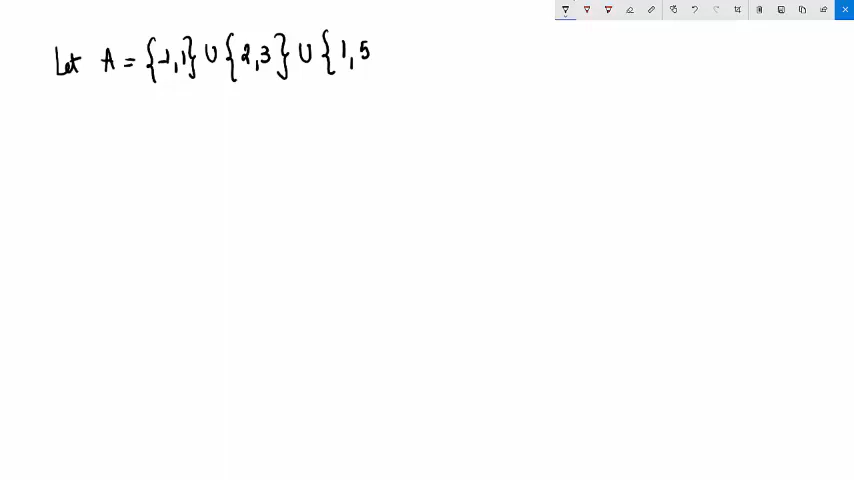 Let A = {-1,1} ∪ {2,3} ∪ {1,5